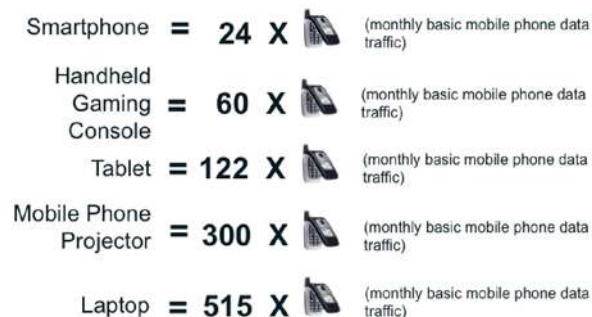 Smartphone = 24 X (monthly basic mobile phone data
traffic)
Handheld
Gaming
Console
= 60 X (monthly basic mobile phone data
traffic)
Tablet = 122 X (monthly basic mobile phone data
traffic)
Mobile Phone
Projector = 300 X (monthly basic mobile phone data
traffic)
Laptop = 515 X (monthly basic mobile phone data
traffic)